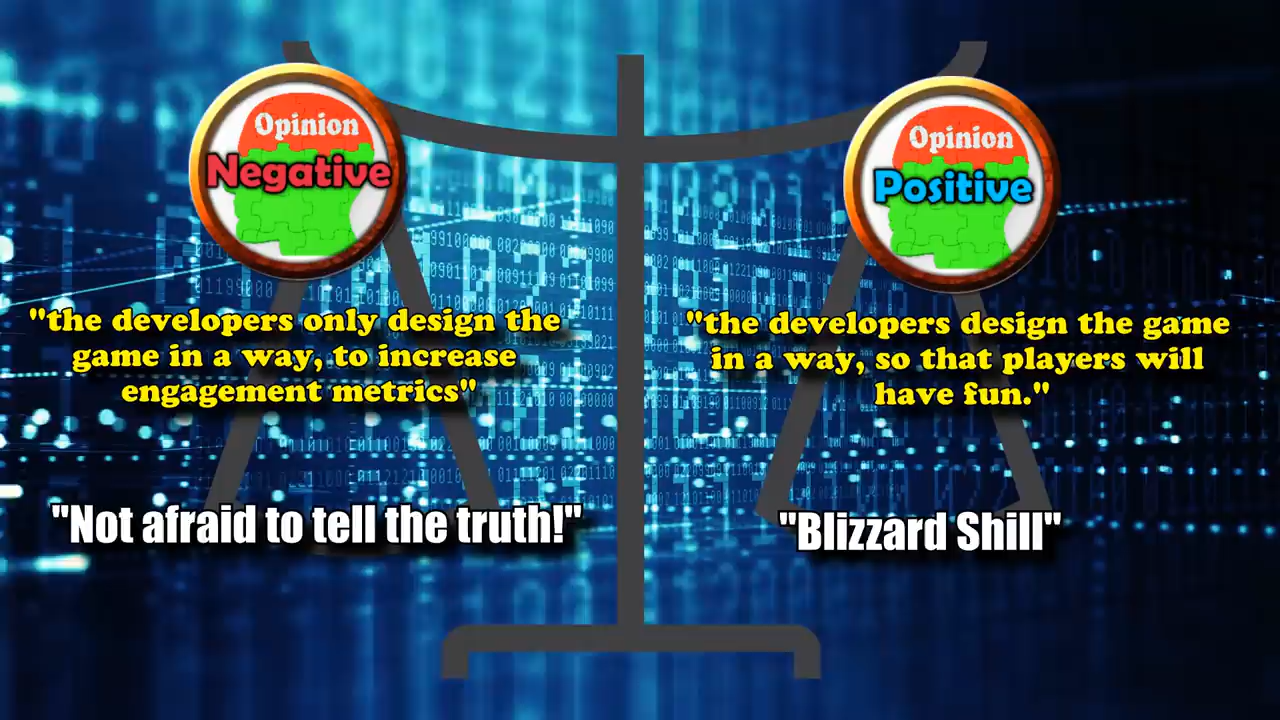 Opinion
Negative
"the developers only design the
game in a way, to increase
engagement metrics"
"Not afraid to tell the truth!"
Opinion
Positive
"the developers design the game
in a way, so that players will
have fun."
"Blizzard Shill"